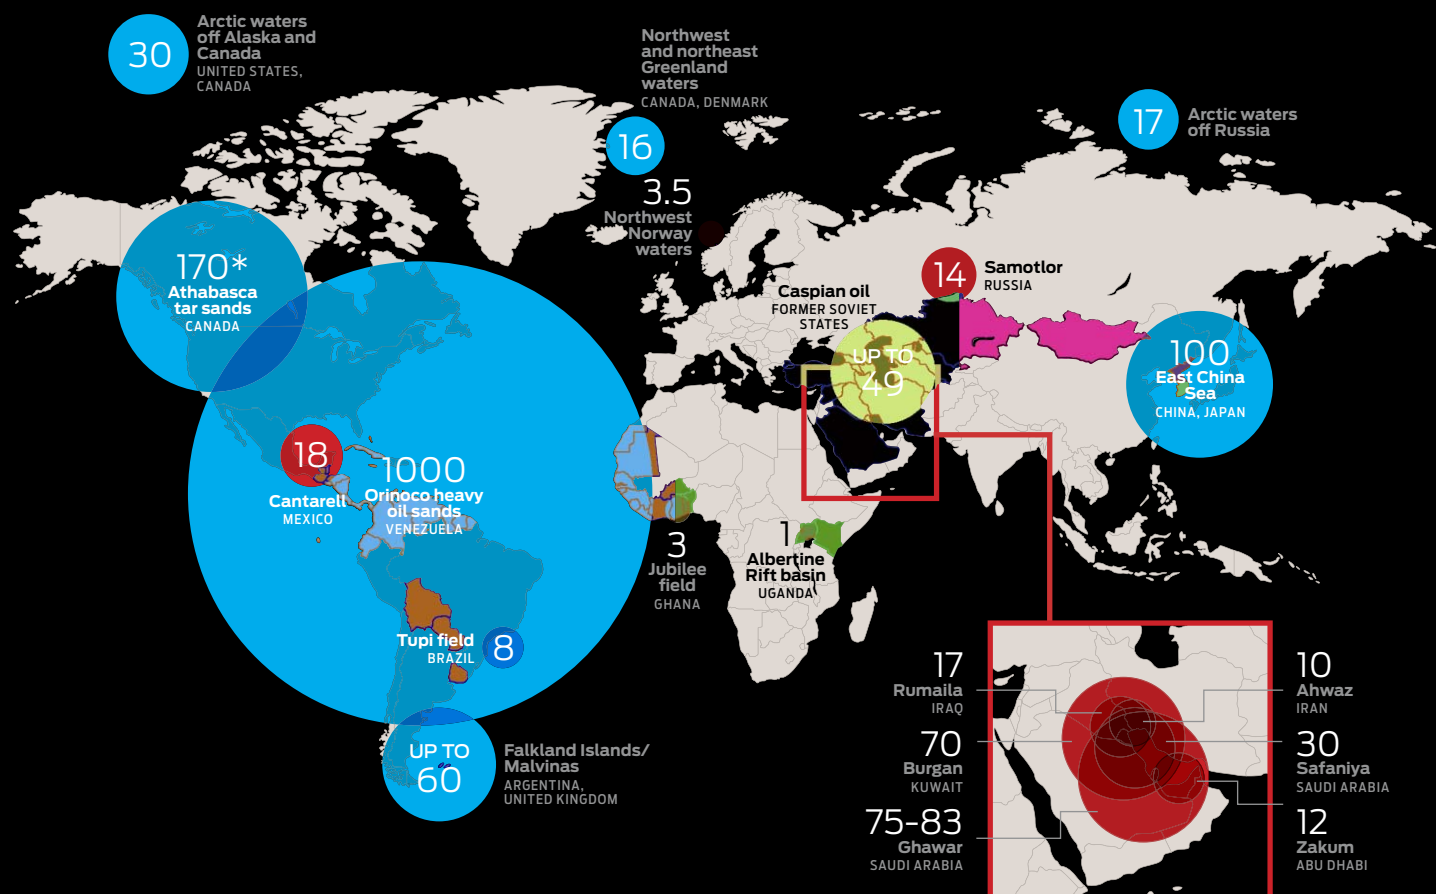 30
Arctic waters
off Alaska and
Canada
UNITED STATES,
CANADA
Northwest
and northeast
Greenland
waters
CANADA, DENMARK
16
17
Arctic waters
off Russia
3.5
Northwest
Norway
waters
170*
Athabasca
tar sands
CANADA
14
Samotlor
RUSSIA
Caspian oil
FORMER SOVIET
STATES
UP TO
49
100
East China
Sea
CHINA, JAPAN
18
Cantarell
MEXICO
1000
Orinoco heavy
oil sands
VENEZUELA
3
Jubilee
field
GHANA
1
Albertine
Rift basin
UGANDA
Tupi field
BRAZIL
8
UP TO
60
Falkland Islands/
Malvinas
ARGENTINA,
UNITED KINGDOM
17
Rumaila
IRAQ
70
Burgan
KUWAIT
75-83
Ghawar
SAUDI ARABIA
10
Ahwaz
IRAN
30
Safaniya
SAUDI ARABIA
12
Zakum
ABU DHABI